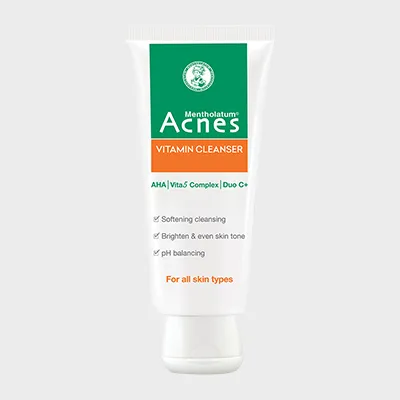 Mentholatum®
Acnes
VITAMIN CLEANSER
AHA|Vita5 Complex|Duo C+
Softening cleansing
Brighten & even skin tone
pH balancing
For all skin types